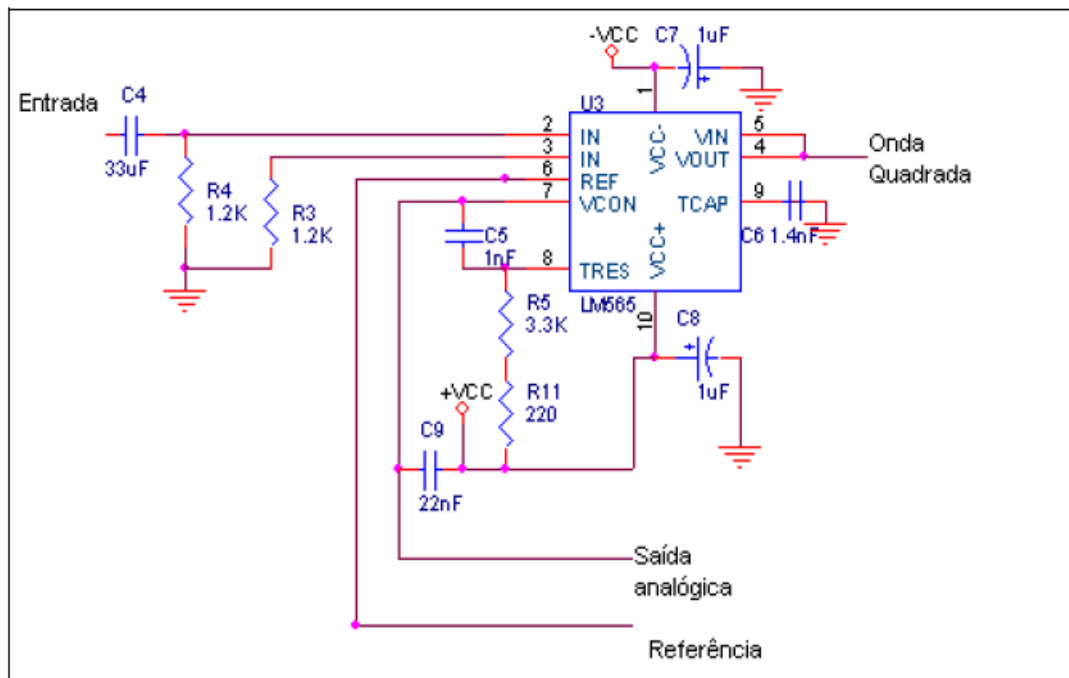 -VCC
C7
1uF
1
Entrada
C4
33uF
U3
2
IN
3
IN
6
REF
7
VCON
8
TRES
VCC-
VCC+
VIN
5
VOUT
4
TCAP
9
Onda
Quadrada
R4
1.2K
R3
1.2K
C5
1nF
C6 1.4nF
LM565
10
R5
3.3K
C8
1uF
+VCC
R11
220
C9
22nF
Saída
analógica
Referência